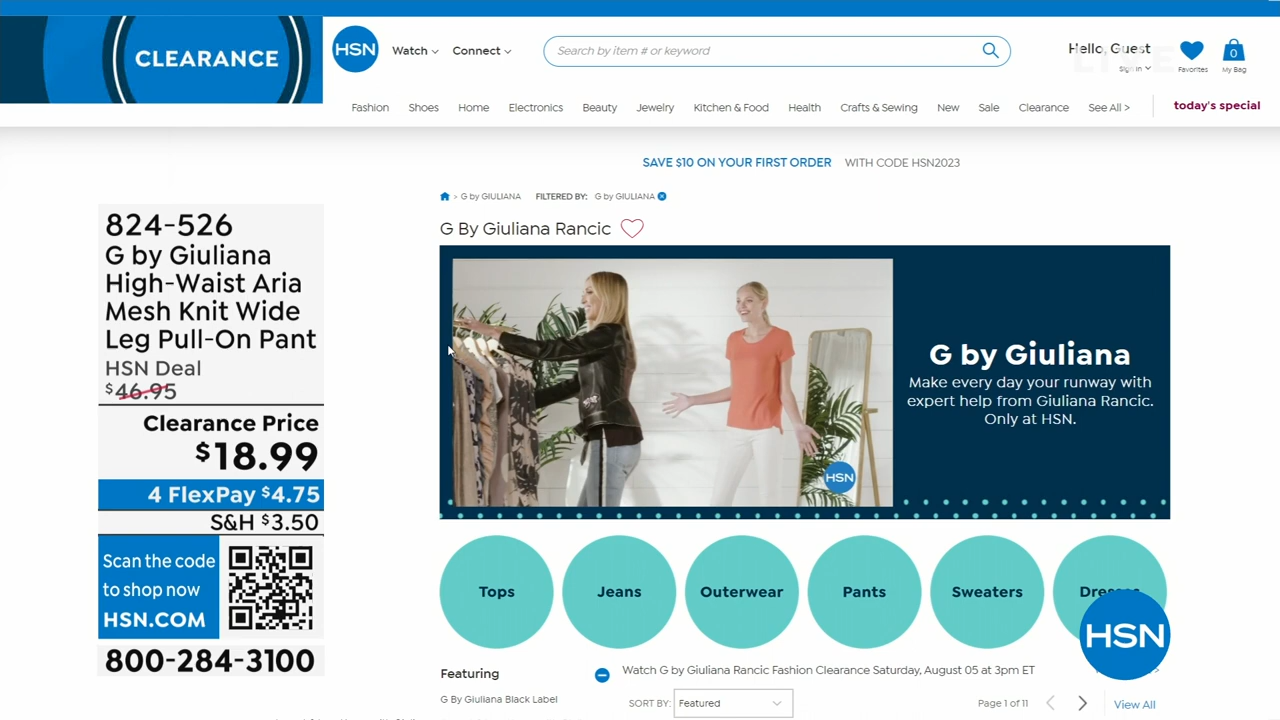 CLEARANCE
HSN
Watch
Connect
Search by item # or keyword
Hello, Guest
Sign in
LIVE
Favorites
0
My Bag
Fashion
Shoes
Home
Electronics
Beauty
Jewelry
Kitchen & Food
Health
Crafts & Sewing
New
Sale
Clearance
See All >
today's special
SAVE $10 ON YOUR FIRST ORDER WITH CODE HSN2023
> G by GIULIANA FILTERED BY: G by GIULIANA
G By Giuliana Rancic
824-526
G by Giuliana
High-Waist Aria
Mesh Knit Wide
Leg Pull-On Pant
HSN Deal
$46.95
Clearance Price
$18.99
4 FlexPay $4.75
S&H $3.50
Scan the code
to shop now
HSN.COM
800-284-3100
G by Giuliana
Make every day your runway with
expert help from Giuliana Rancic.
Only at HSN.
HSN
Tops
Jeans
Outerwear
Pants
Sweaters
Dresses
HSN
Featuring
G By Giuliana Black Label
Watch G by Giuliana Rancic Fashion Clearance Saturday, August 05 at 3pm ET
SORT BY: Featured
Page 1 of 11
View All